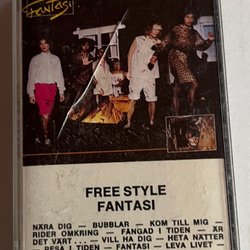 Fantasi
FREE STYLE
FANTASI
NÄRA DIG – BUBBLAR – KOM TILL MIG –
RIDER OMKRING – FÅNGAD I TIDEN – ÄR
DET VÄRT... – VILL HA DIG – HETA NÄTTER
– RESA I TIDEN – FANTASI – LEVA LIVET –